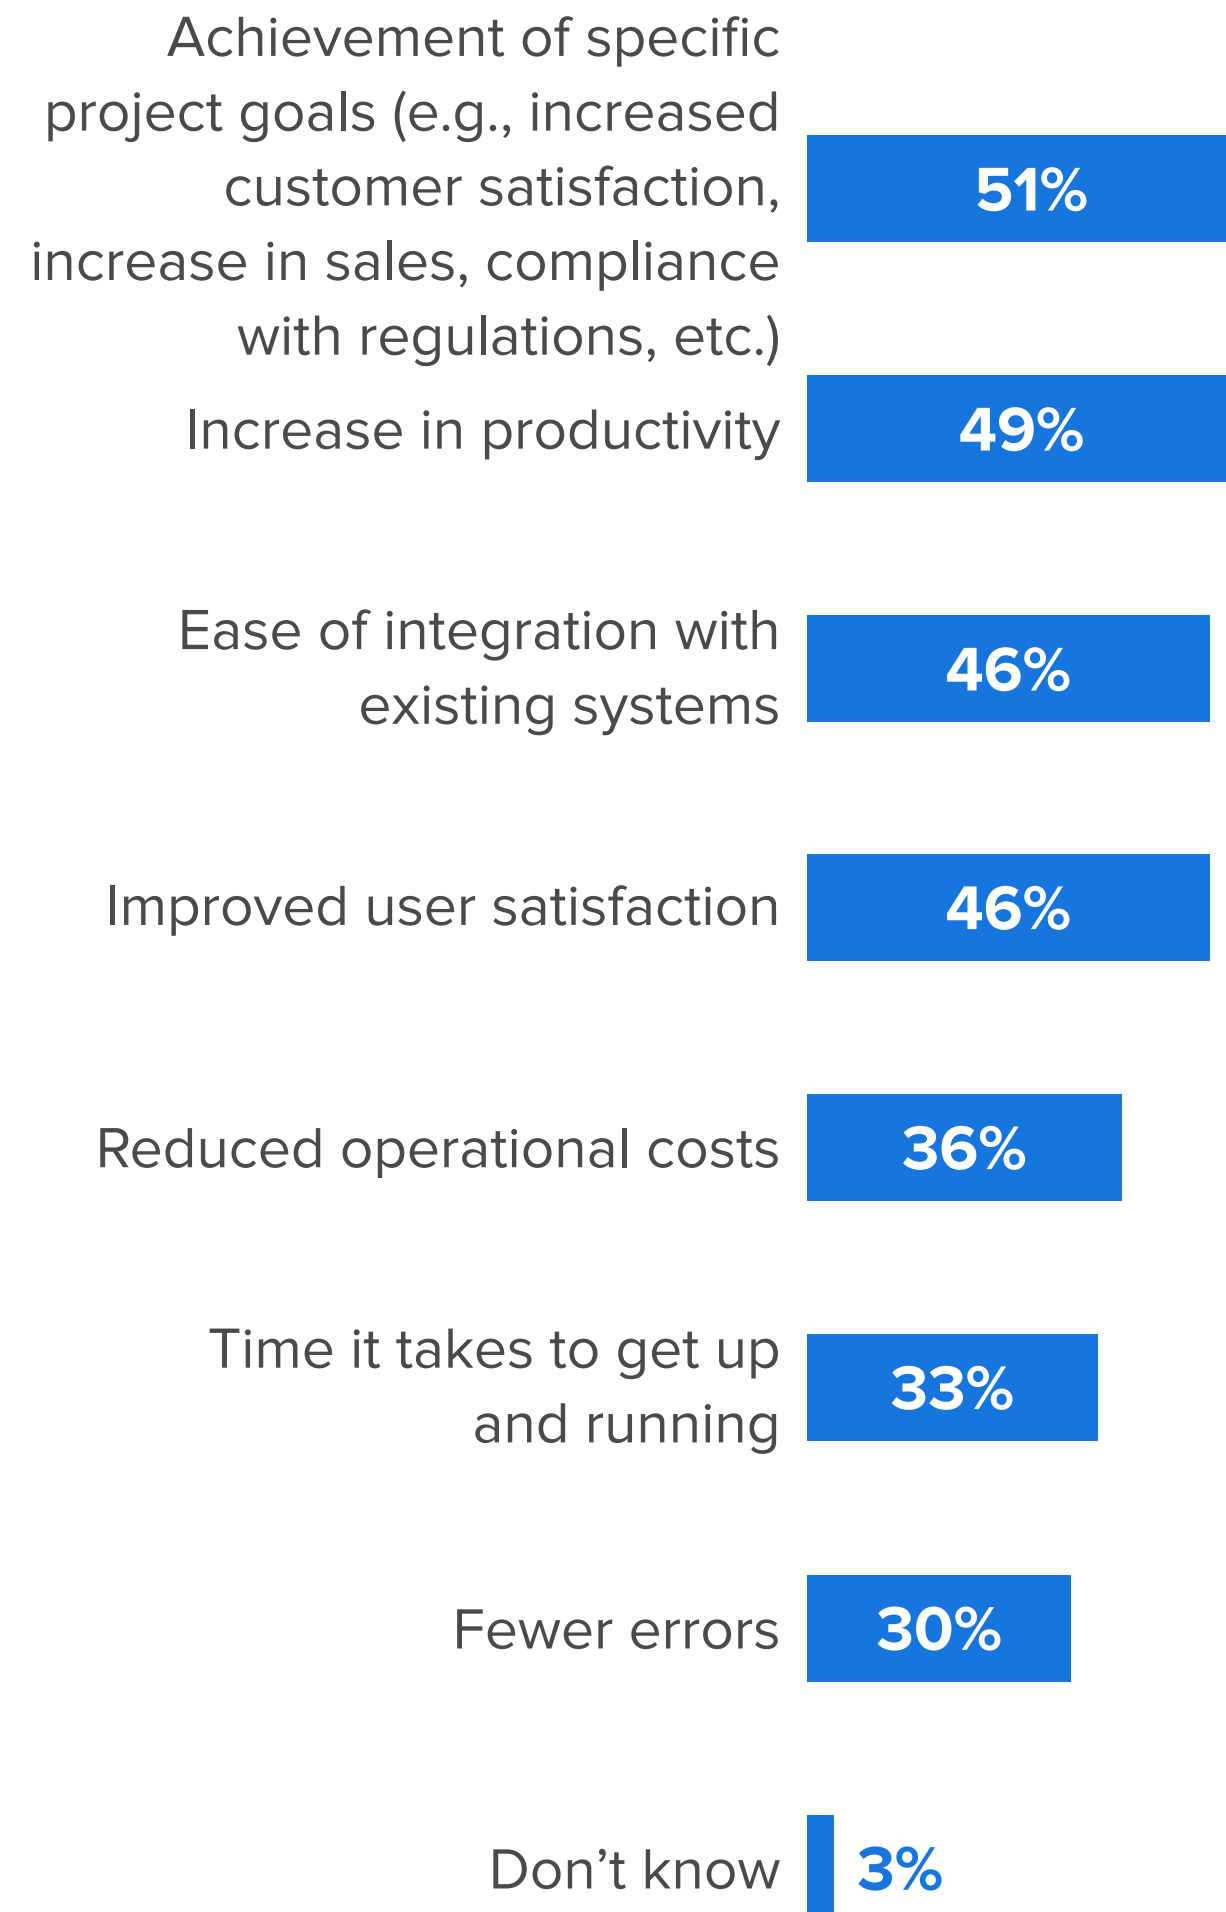 Achievement of specific
project goals (e.g., increased
customer satisfaction,
increase in sales, compliance
with regulations, etc.)
51%
Increase in productivity
49%
Ease of integration with
existing systems
46%
Improved user satisfaction
46%
Reduced operational costs
36%
Time it takes to get up
and running
33%
Fewer errors
30%
Don’t know
3%